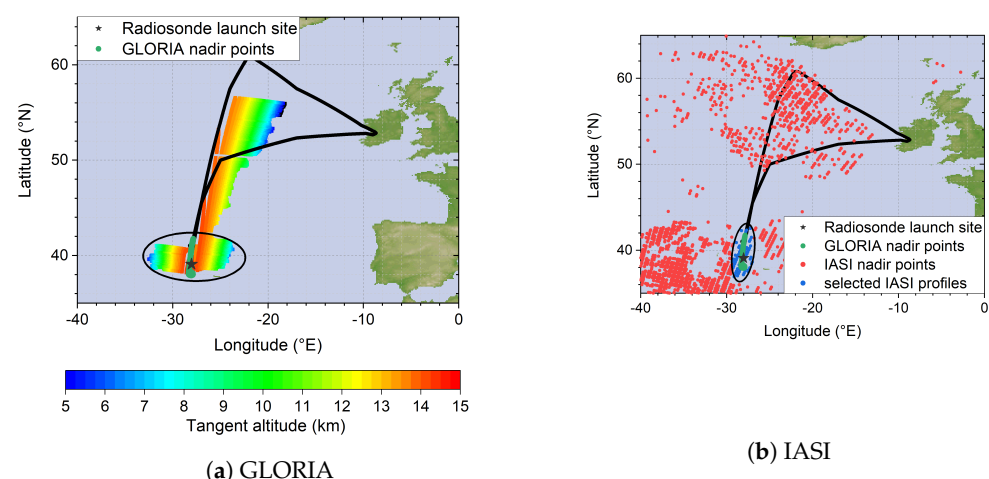 Radiosonde launch site
GLORIA nadir points
60
50
40
Latitude (°N)
-40
-30
-20
-10
0
Longitude (°E)
5
6
7
8
9
10
11
12
13
14
15
Tangent altitude (km)
(a) GLORIA
60
50
40
Latitude (°N)
Radiosonde launch site
GLORIA nadir points
IASI nadir points
selected IASI profiles
-40
-30
-20
-10
0
Longitude (°E)
(b) IASI